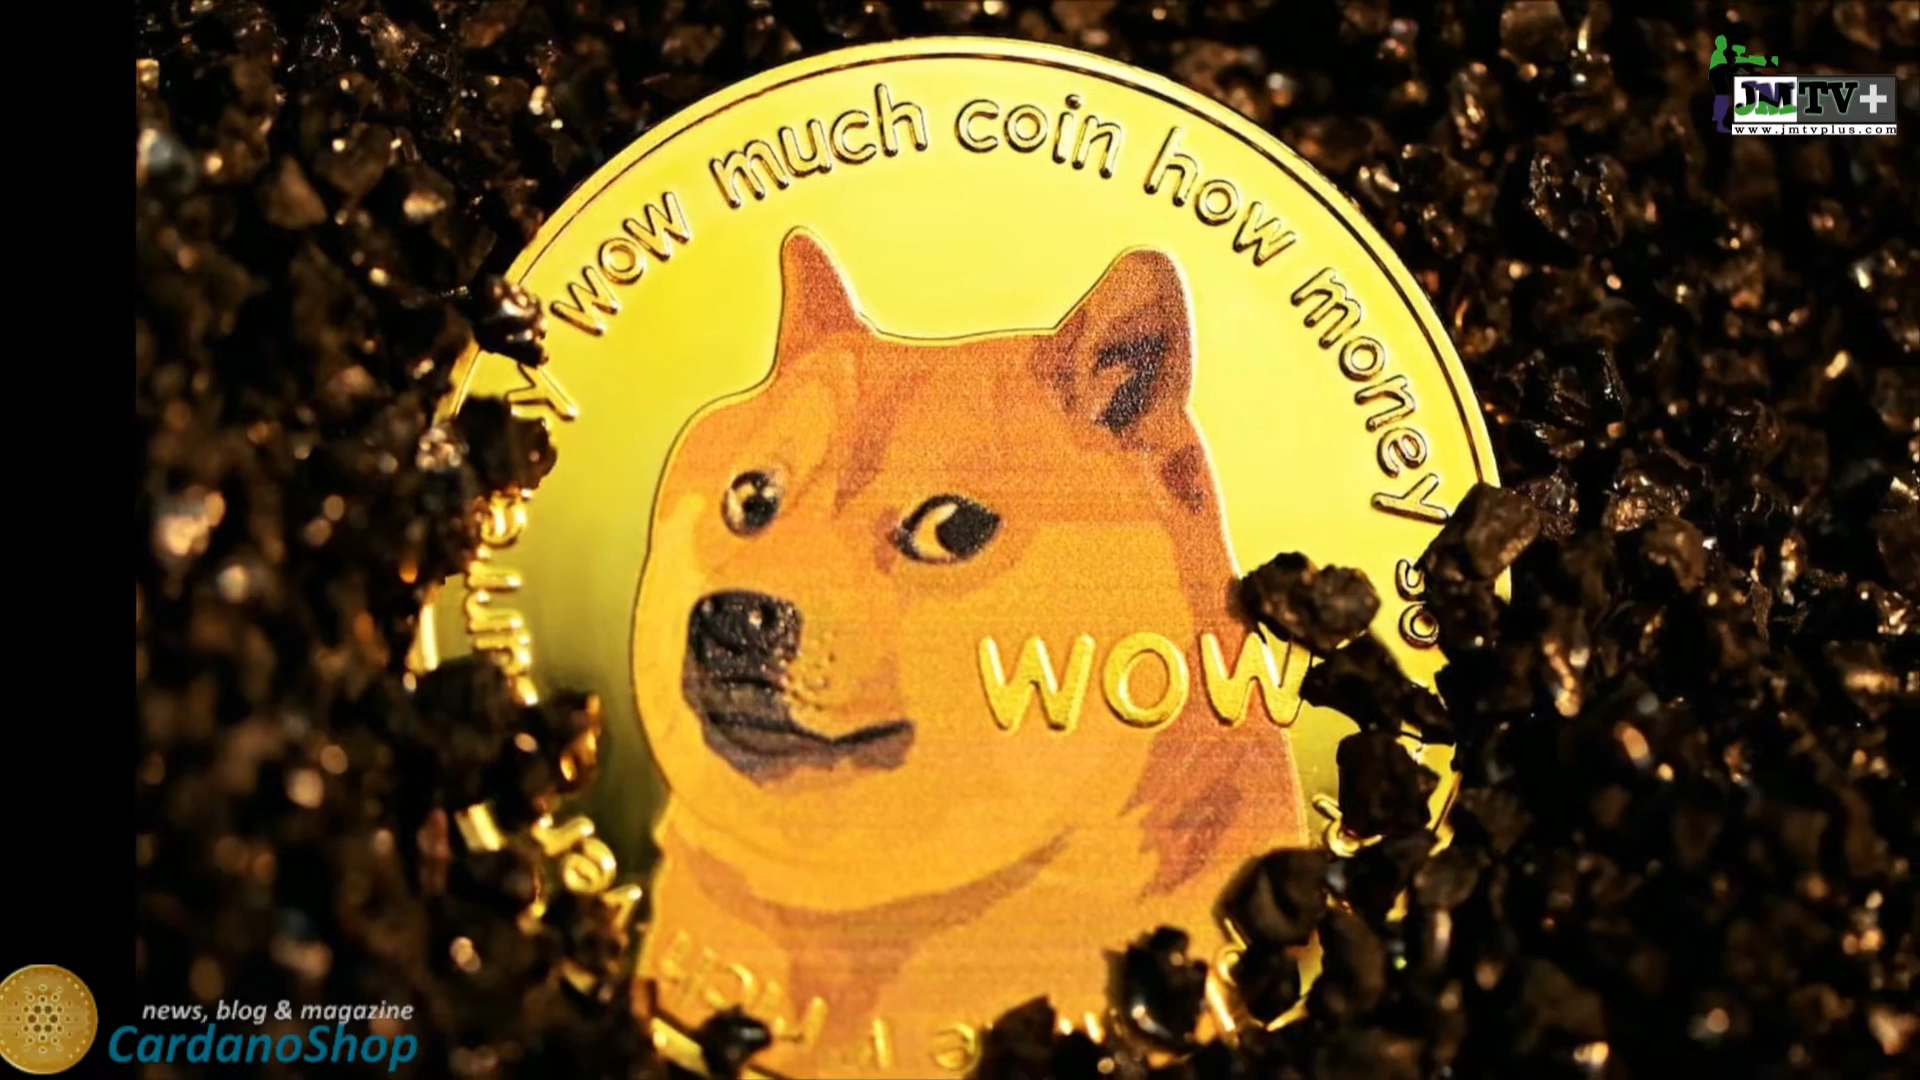 wow much coin how money so
wow
JMTV+
www.jmtvplus.com
news, blog & magazine
CardanoShop